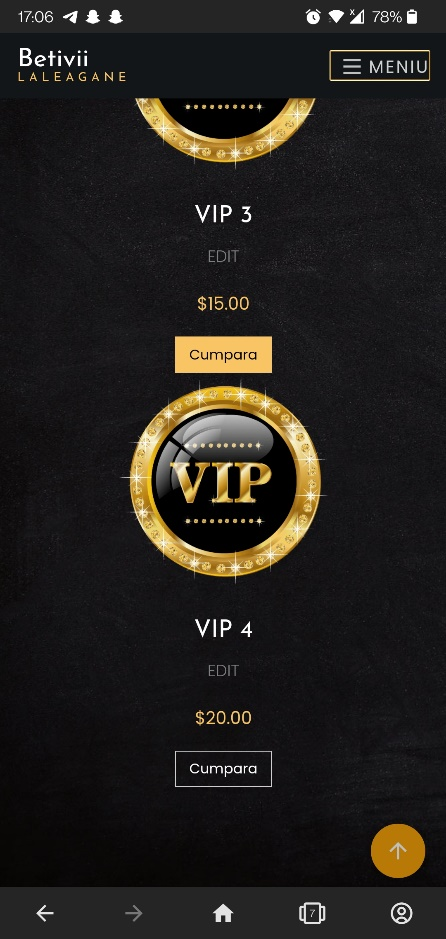 17:06
78%
Betivii
LALEAGANE
MENIU
VIP 3
EDIT
$15.00
Cumpara
VIP
VIP 4
EDIT
$20.00
Cumpara
7